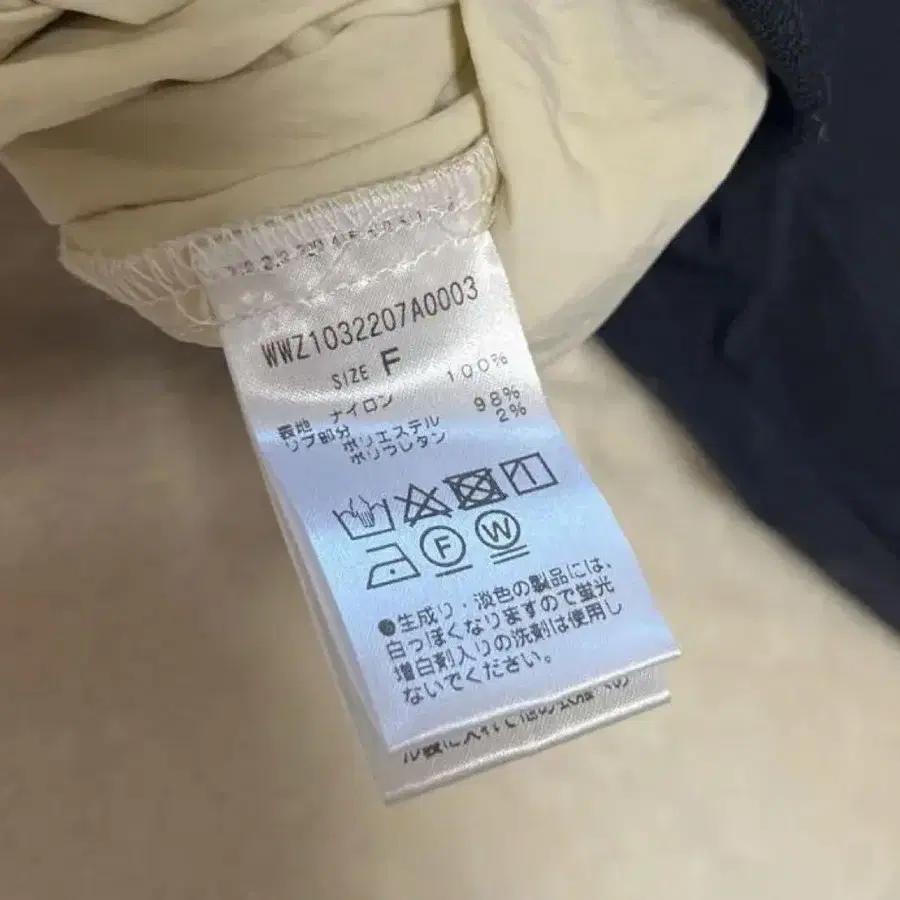 WWZ1032207A0003
SIZE F
表地 ナイロン 100%
リブ部分 ポリエステル 98%
ポリウレタン 2%
F W
●生成り・淡色の製品には、
白っぽくなりますので蛍光
増白剤入りの洗剤は使用し
ないでください。